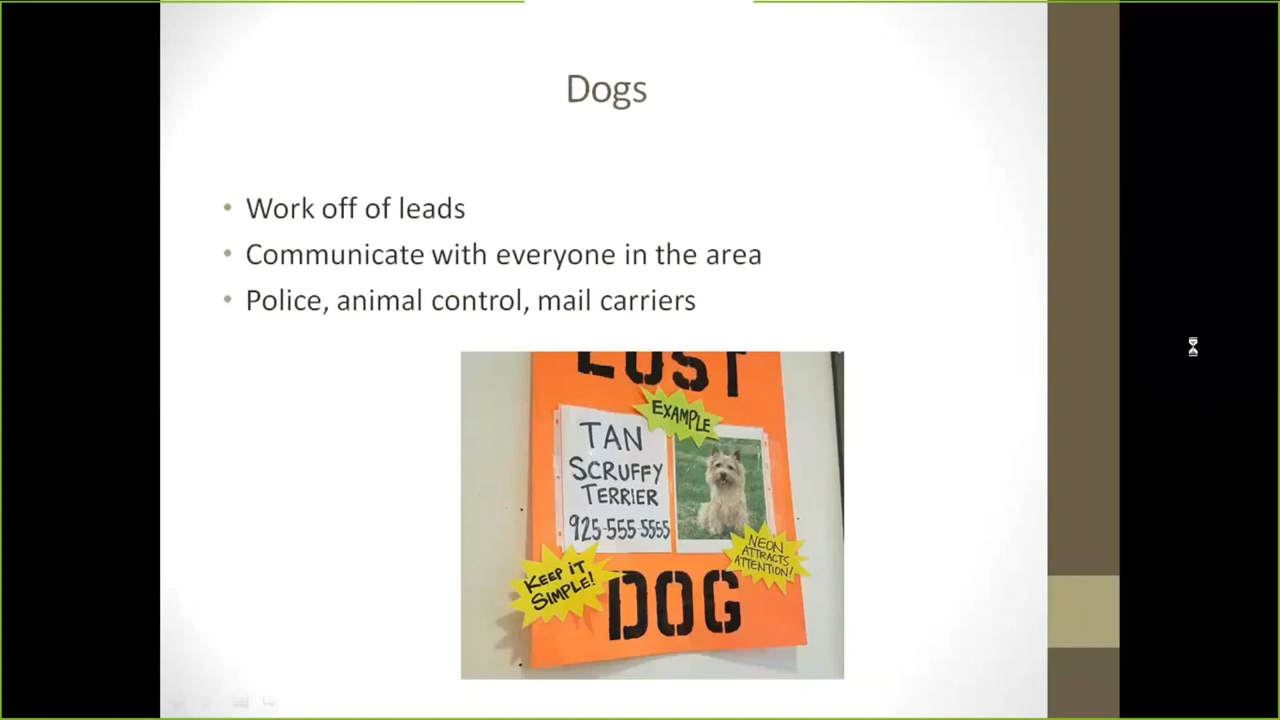 Dogs
• Work off of leads
• Communicate with everyone in the area
• Police, animal control, mail carriers
LOST
EXAMPLE
TAN
SCRUFFY
TERRIER
925-555-5555
NEON
ATTRACTS
ATTENTION!
KEEP IT
SIMPLE!
DOG